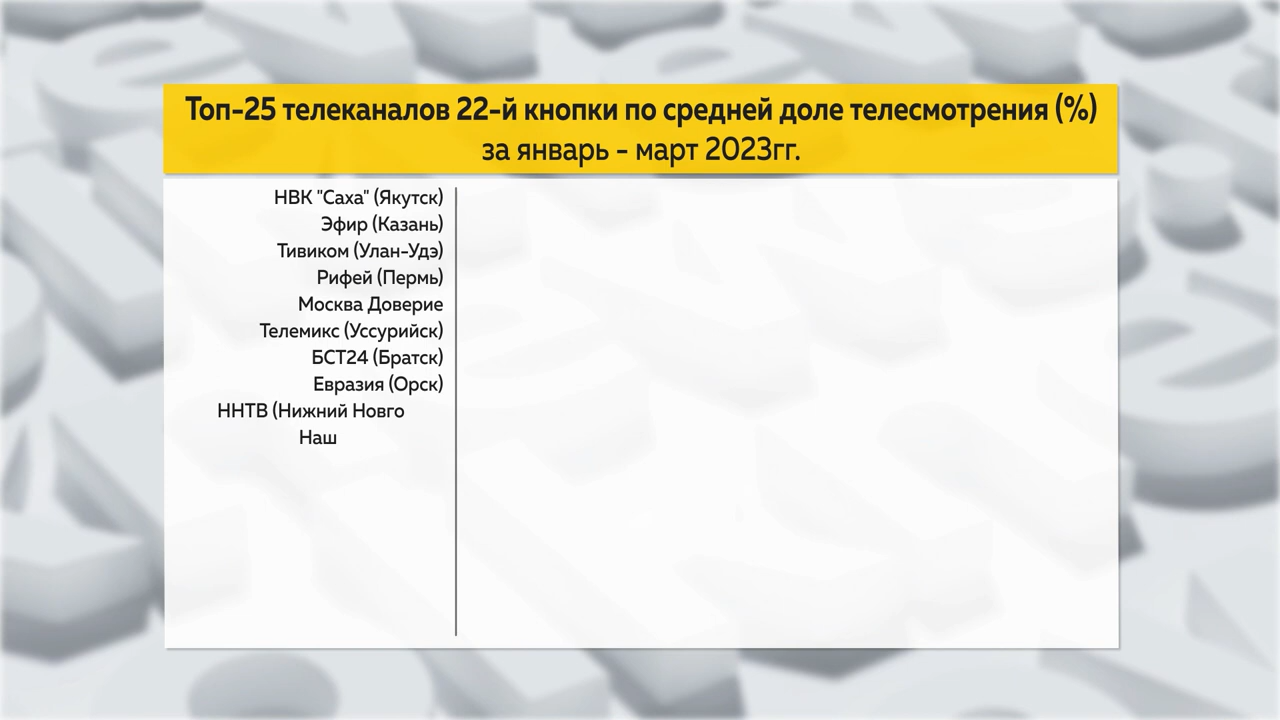 Топ-25 телеканалов 22-й кнопки по средней доле телесмотрения (%)
за январь - март 2023гг.
НВК "Саха" (Якутск)
Эфир (Казань)
Тивиком (Улан-Удэ)
Рифей (Пермь)
Москва Доверие
Телемикс (Уссурийск)
БСТ24 (Братск)
Евразия (Орск)
ННТВ (Нижний Новго
Наш